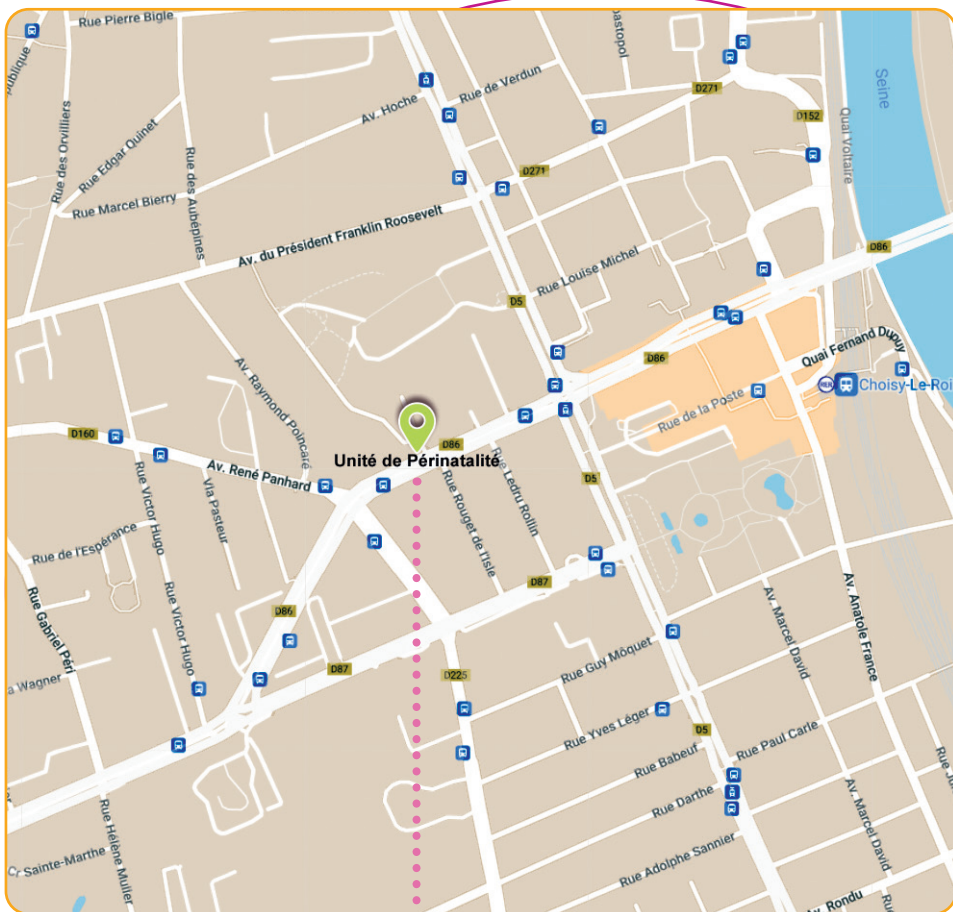 Rue Pierre Bigle
publique
Rue des Orvilliers
Rue Edgar Quinet
Rue Marcel Bierry
Rue des Aubépines
Av. Hoche
Rue de Verdun
D271
D152
Seine
Quai Voltaire
D271
Av. du Président Franklin Roosevelt
Rue Louise Michel
D86
D5
D86
Quai Fernand Dupuy
RER
Choisy-Le-Roi
Rue de la Poste
Av. Raymond Poincaré
D160
D86
Unité de Périnatalité
Av. René Panhard
Rue Victor Hugo
Vla Pasteur
Rue Rouget de l'Isle
Rue Ledru Rollin
D5
Rue de l'Espérance
D87
Rue Gabriel Péri
Rue Victor Hugo
D86
Av. Marcel David
Av. Anatole France
a Wagner
D87
D225
Rue Guy Môquet
Rue Yves Léger
D5
Rue Paul Carle
Rue Babeuf
Rue Darthe
Av. Marcel David
Rue Hélène Muller
Cr Sainte-Marthe
Rue Adolphe Sannier
Av. Rondu